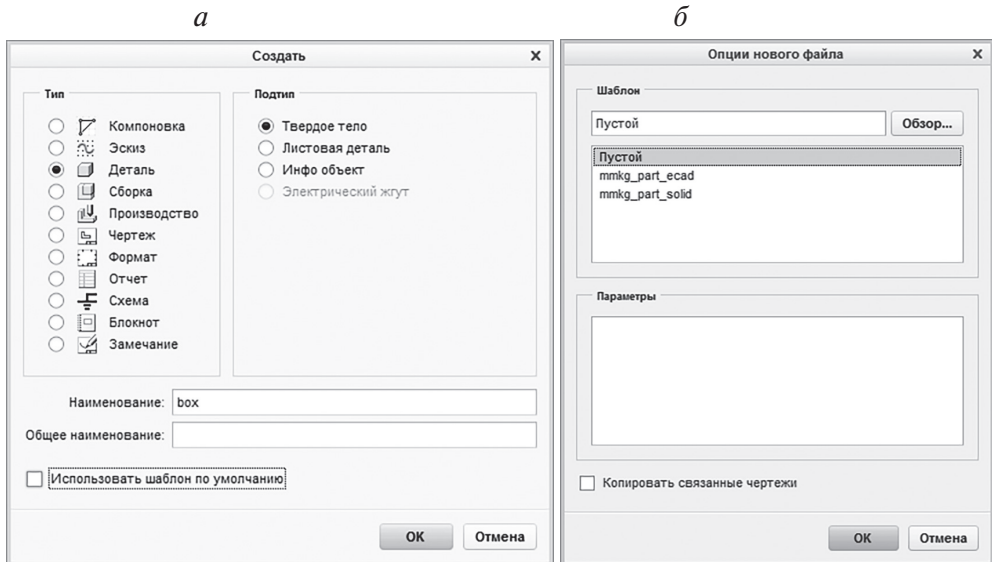 а
Создать
X
Тип
Компоновка
Эскиз
Деталь
Сборка
Производство
Чертеж
Формат
Отчет
Схема
Блокнот
Замечание
Подтип
Твердое тело
Листовая деталь
Инфо объект
Электрический жгут
Наименование: box
Общее наименование:
Использовать шаблон по умолчанию
ОК Отмена
б
Опции нового файла
X
Шаблон
Пустой Обзор...
Пустой
mmkg_part_ecad
mmkg_part_solid
Параметры
Копировать связанные чертежи
ОК Отмена